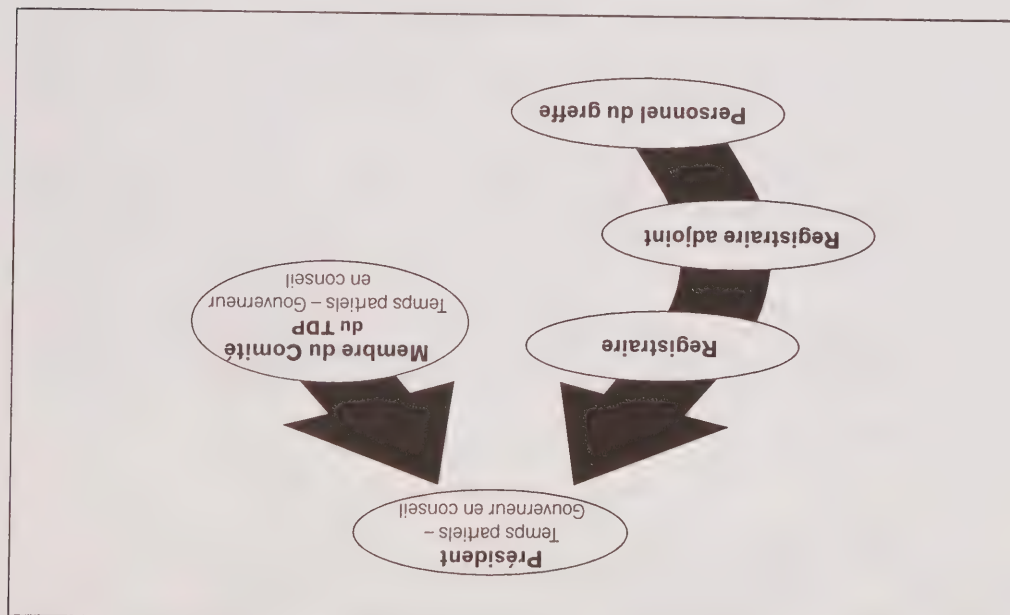 Président
Temps partiels –
Gouverneur en conseil
Membre du Comité
du TDP
Temps partiels – Gouverneur
en conseil
Registraire
Registraire adjoint
Personnel du greffe